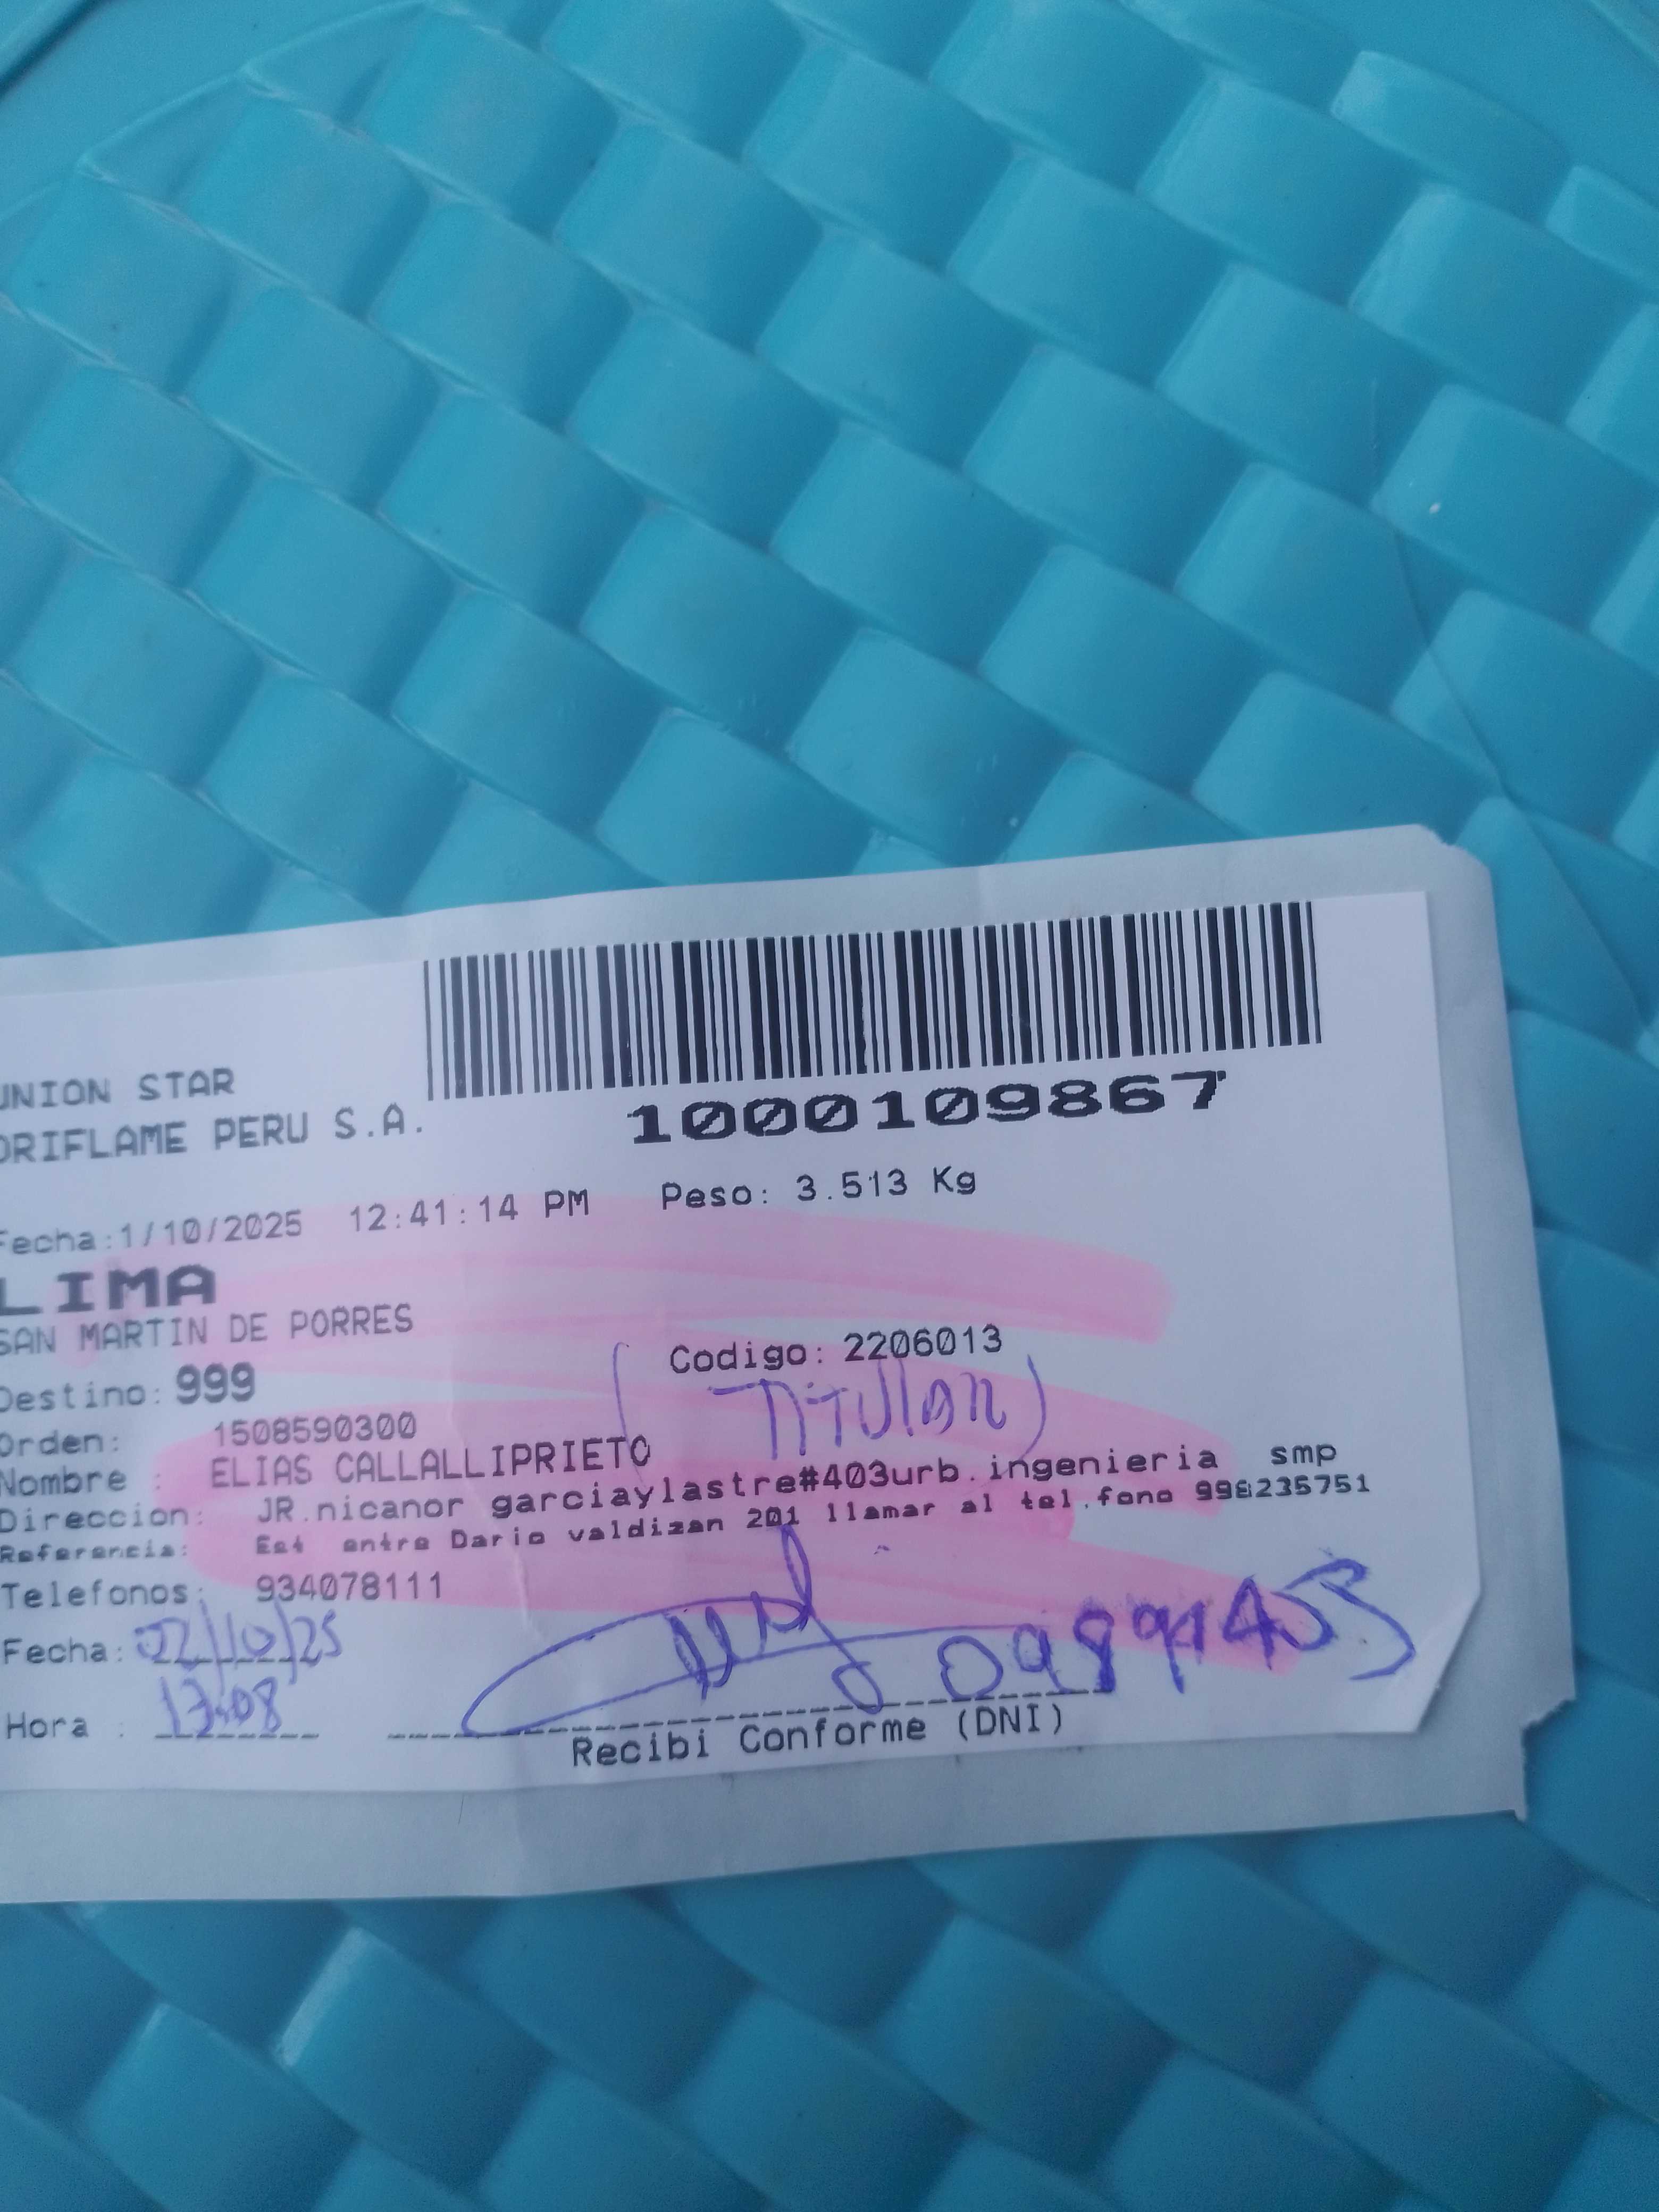 UNION STAR
ORIFLAME PERU S.A.
1000109867
Fecha:1/10/2025 12:41:14 PM Peso: 3.513 Kg
LIMA
SAN MARTIN DE PORRES
Destino: 999 Codigo: 2206013
(TITULAR)
Orden: 1508590300
Nombre : ELIAS CALLALLIPRIETO
Direccion: JR.nicanor garciaylastre#403urb.ingenieria smp
Referencia: Est entre Dario valdizan 201 llamar al tel.fono 998235751
Telefonos: 934078111
Fecha: 02/10/25
Hora :
Recibi Conforme (DNI)